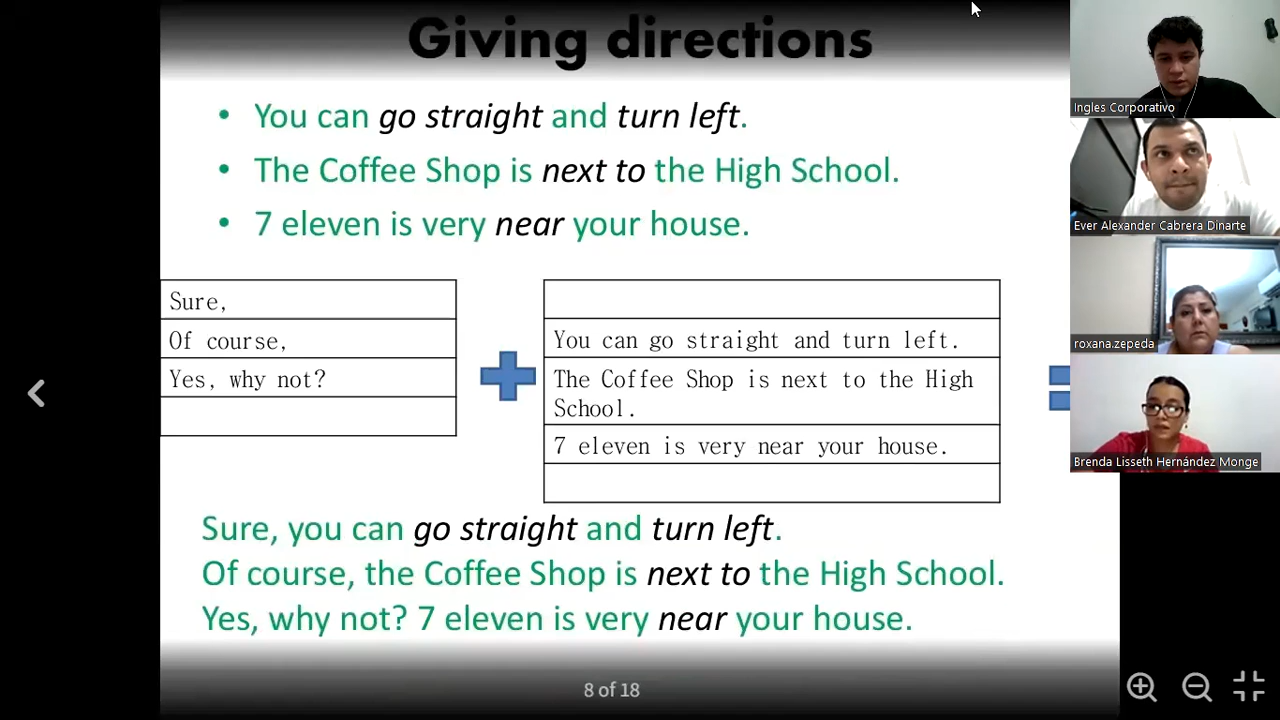 Giving directions
• You can go straight and turn left.
• The Coffee Shop is next to the High School.
• 7 eleven is very near your house.
Sure,
Of course,
Yes, why not?
You can go straight and turn left.
The Coffee Shop is next to the High
School.
7 eleven is very near your house.
Sure, you can go straight and turn left.
Of course, the Coffee Shop is next to the High School.
Yes, why not? 7 eleven is very near your house.
8 of 18
Ingles Corporativo
Ever Alexander Cabrera Dinarte
roxana.zepeda
Brenda Lisseth Hernández Monge